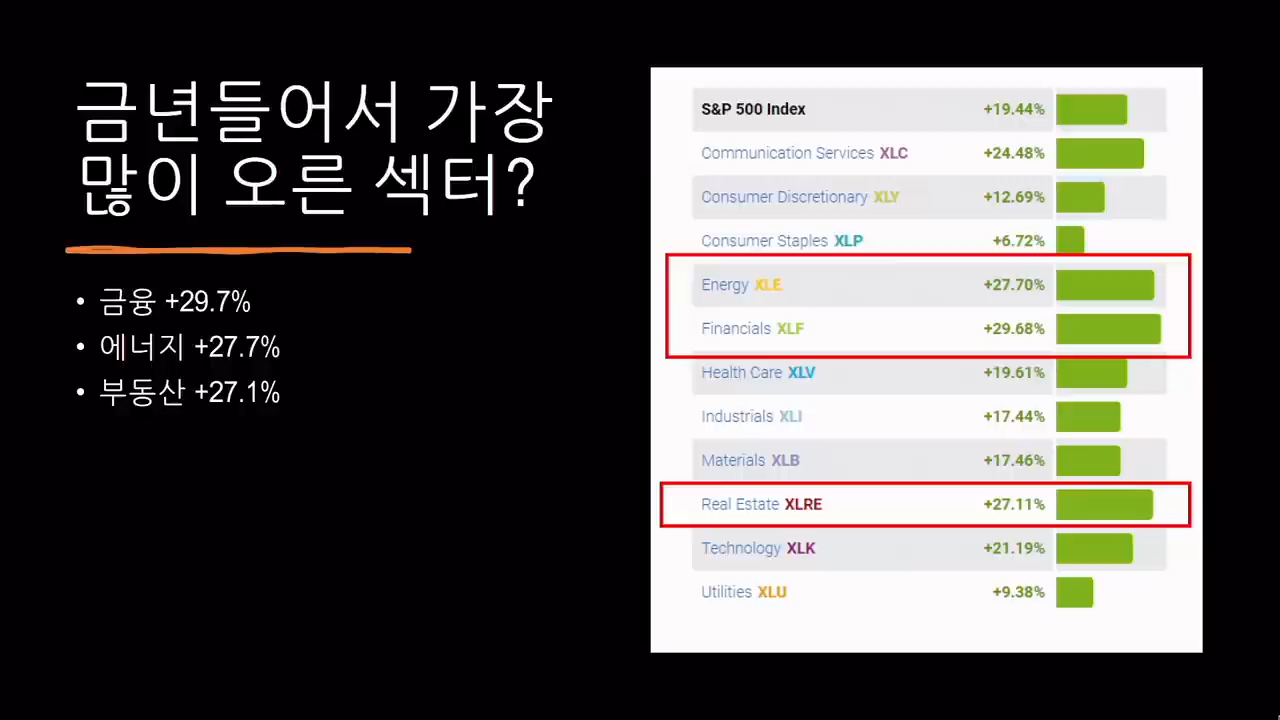 금년들어서 가장
많이 오른 섹터?
• 금융 +29.7%
• 에너지 +27.7%
• 부동산 +27.1%
S&P 500 Index +19.44%
Communication Services XLC +24.48%
Consumer Discretionary XLY +12.69%
Consumer Staples XLP +6.72%
Energy XLE +27.70%
Financials XLF +29.68%
Health Care XLV +19.61%
Industrials XLI +17.44%
Materials XLB +17.46%
Real Estate XLRE +27.11%
Technology XLK +21.19%
Utilities XLU +9.38%